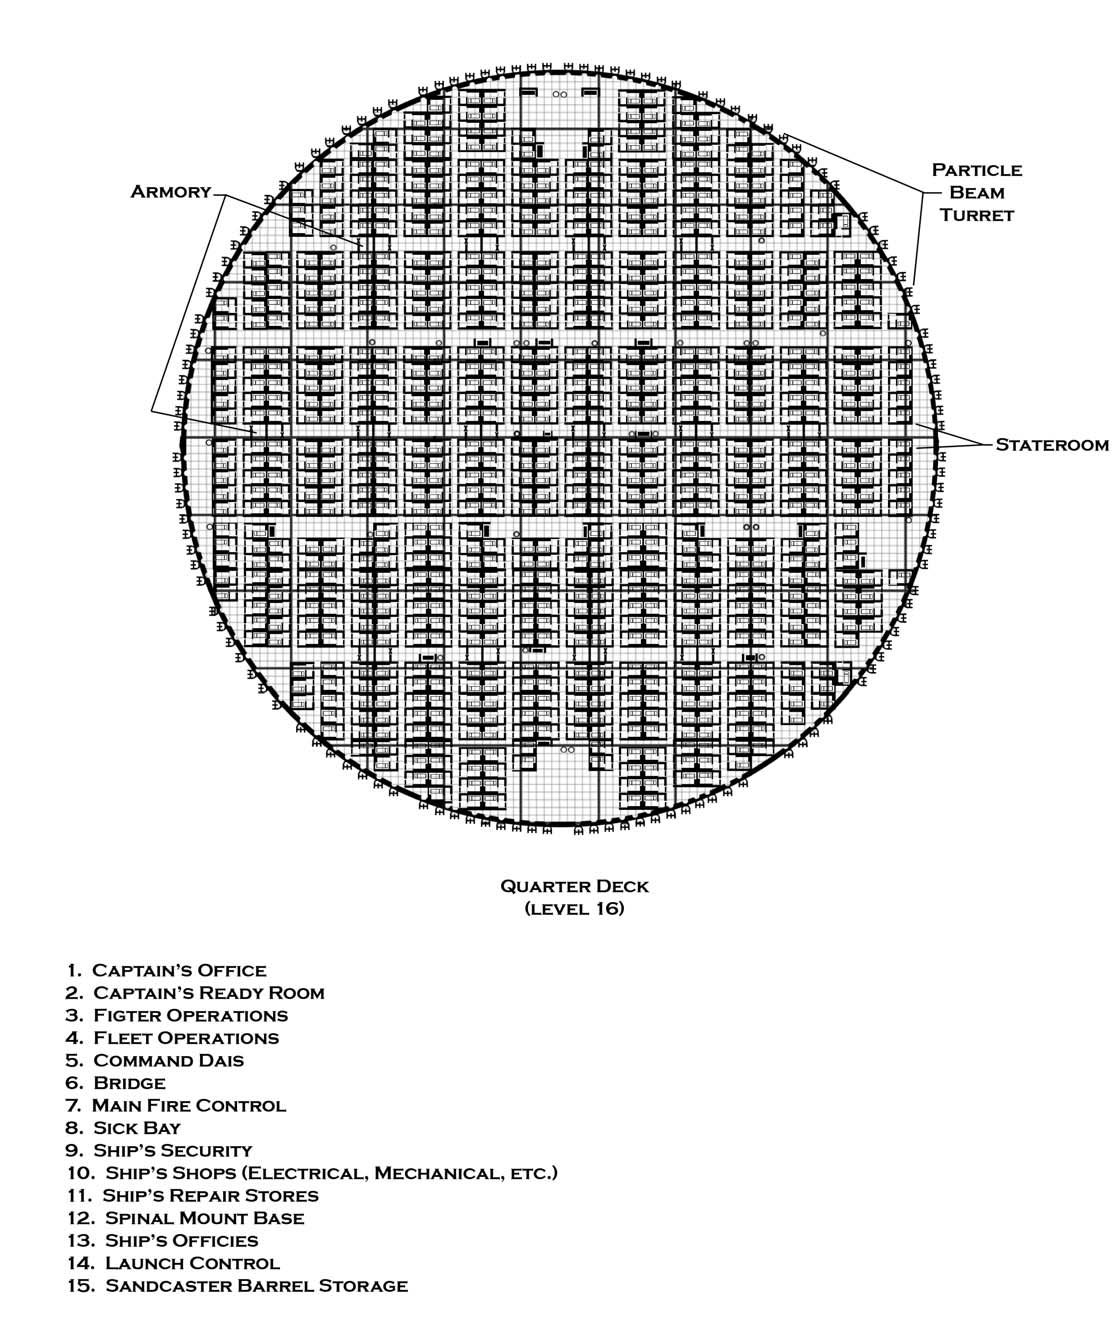 Armory
Particle
Beam
Turret
Stateroom
Quarter Deck
(level 16)
1. Captain's Office
2. Captain's Ready Room
3. Figter Operations
4. Fleet Operations
5. Command Dais
6. Bridge
7. Main Fire Control
8. Sick Bay
9. Ship's Security
10. Ship's Shops (Electrical, Mechanical, etc.)
11. Ship's Repair Stores
12. Spinal Mount Base
13. Ship's Officies
14. Launch Control
15. Sandcaster Barrel Storage